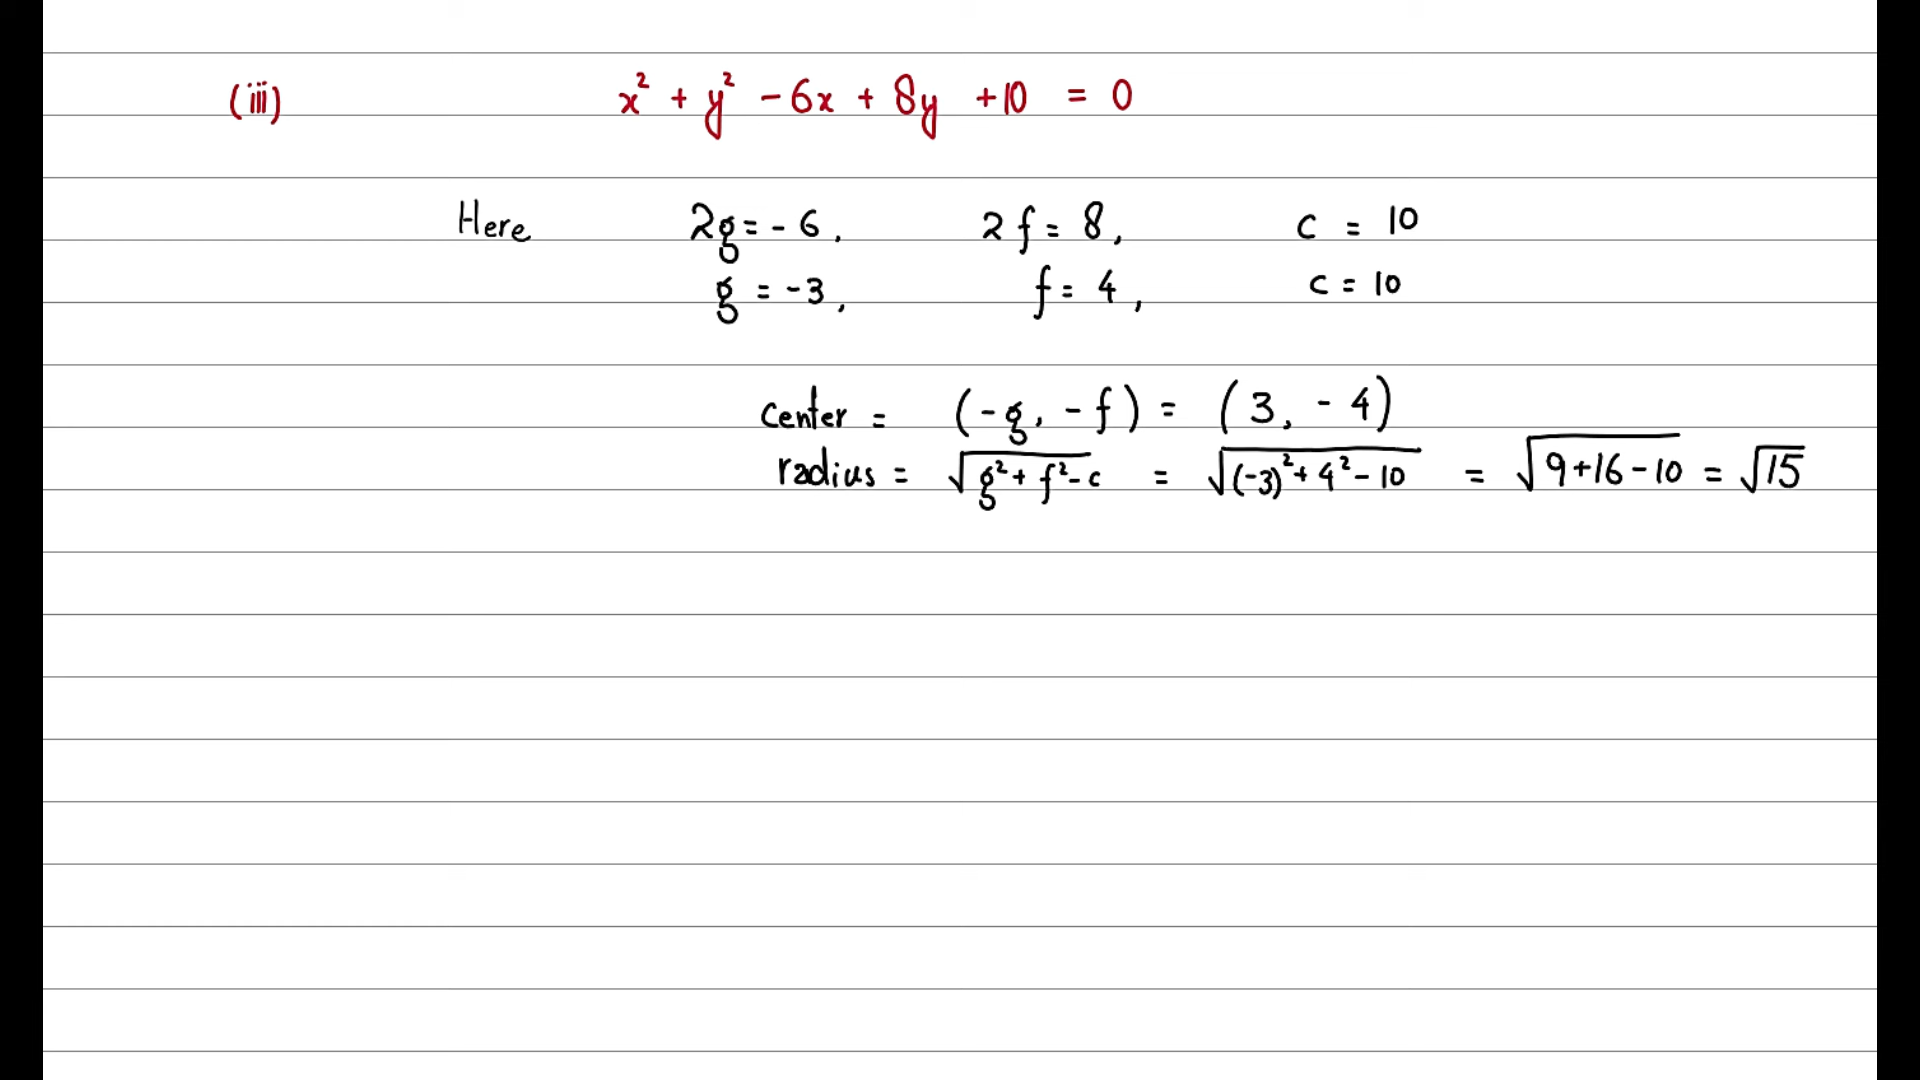 (iii) x² + y² - 6x + 8y + 10 = 0
Here 2g = - 6, 2f = 8, c = 10
g = -3, f = 4, c = 10
center = (-g, -f) = (3, -4)
radius = √(g² + f² - c) = √((-3)² + 4² - 10) = √(9+16-10) = √15